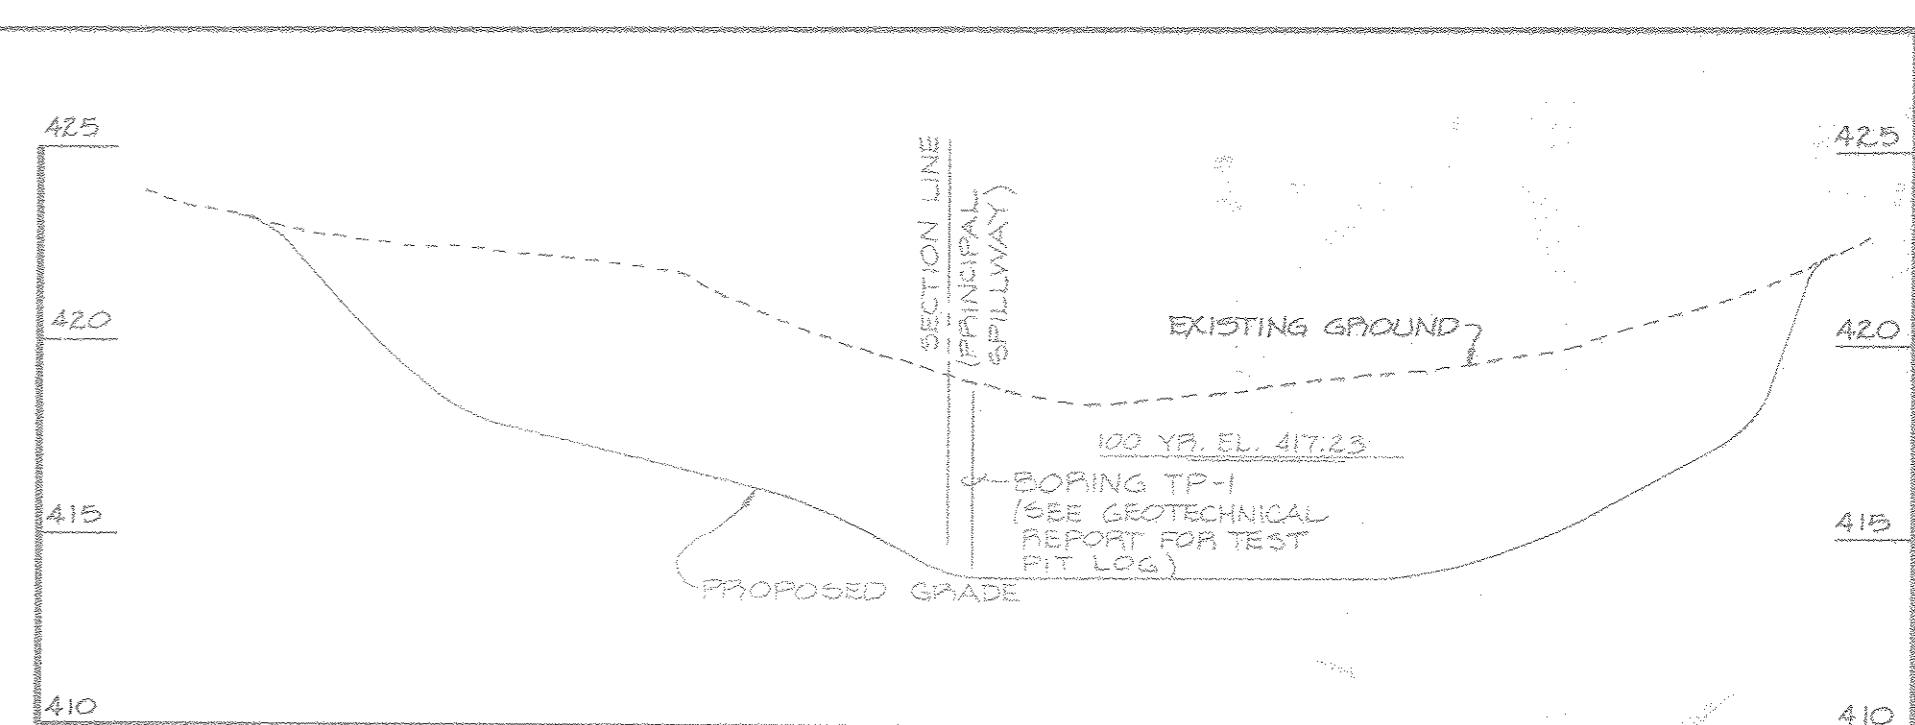 425
425
SECTION LINE
(PRINCIPAL
SPILLWAY)
420
EXISTING GROUND
420
100 YR. EL. 417.23
BORING TP-1
(SEE GEOTECHNICAL
REPORT FOR TEST
PIT LOG)
415
415
PROPOSED GRADE
410
410